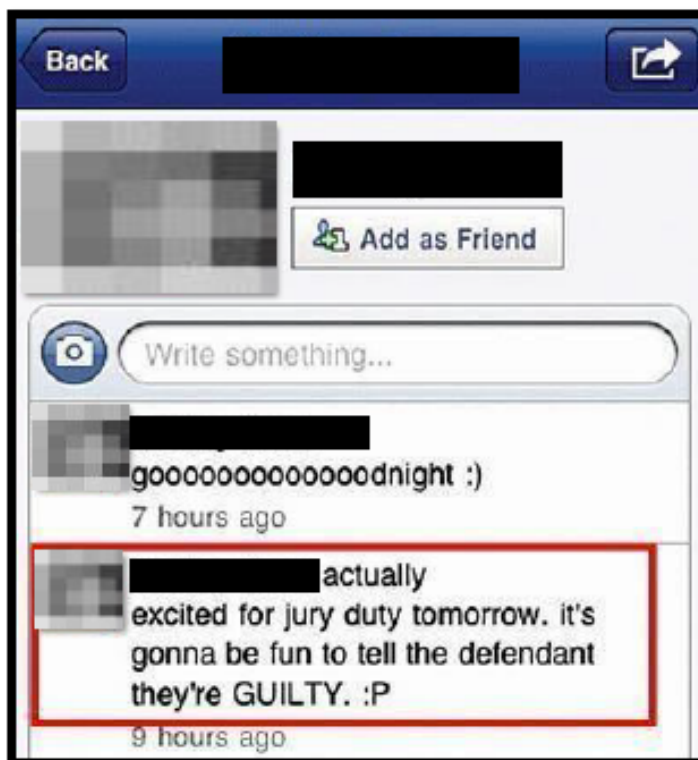 Back
Add as Friend
Write something...
goooooooooooodnight :)
7 hours ago
actually
excited for jury duty tomorrow. it's
gonna be fun to tell the defendant
they're GUILTY. :P
9 hours ago